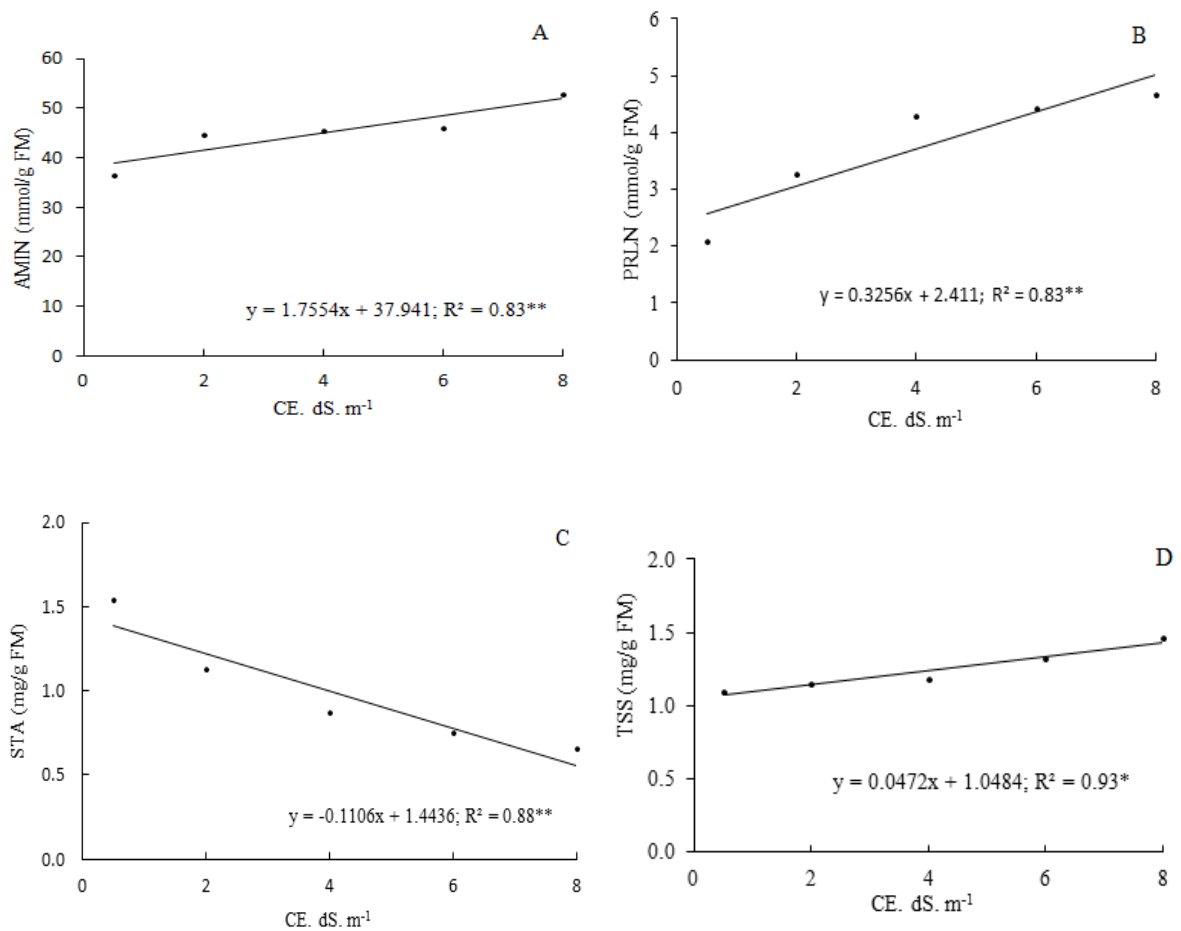 A
60
50
40
30
20
10
0
AMIN (mmol/g FM)
y = 1.7554x + 37.941; R² = 0.83**
0 2 4 6 8
CE. dS. m⁻¹
B
6
5
4
3
2
1
0
PRLN (mmol/g FM)
y = 0.3256x + 2.411; R² = 0.83**
0 2 4 6 8
CE. dS. m⁻¹
C
2.0
1.5
1.0
0.5
0.0
STA (mg/g FM)
y = -0.1106x + 1.4436; R² = 0.88**
0 2 4 6 8
CE. dS. m⁻¹
D
2.0
1.5
1.0
0.5
0.0
TSS (mg/g FM)
y = 0.0472x + 1.0484; R² = 0.93*
0 2 4 6 8
CE. dS. m⁻¹